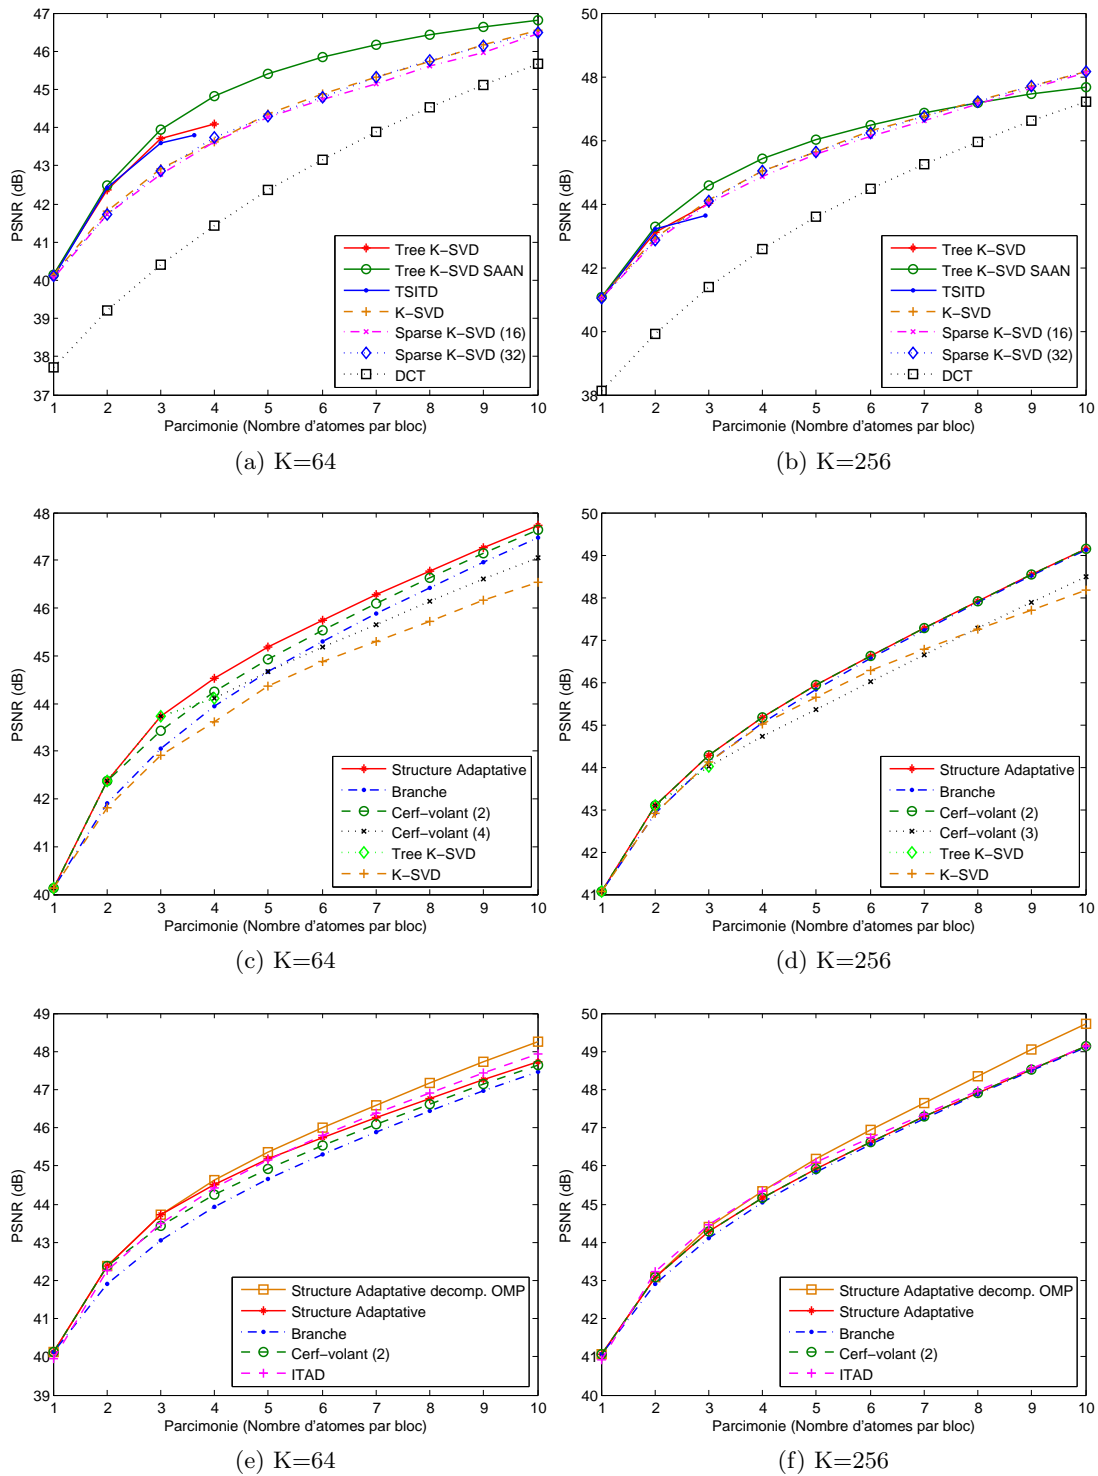 47
46
45
44
43
42
41
40
39
38
37
PSNR (dB)
1 2 3 4 5 6 7 8 9 10
Parcimonie (Nombre d'atomes par bloc)
Tree K-SVD
Tree K-SVD SAAN
TSITD
K-SVD
Sparse K-SVD (16)
Sparse K-SVD (32)
DCT
(a) K=64
50
48
46
44
42
40
38
PSNR (dB)
1 2 3 4 5 6 7 8 9 10
Parcimonie (Nombre d'atomes par bloc)
Tree K-SVD
Tree K-SVD SAAN
TSITD
K-SVD
Sparse K-SVD (16)
Sparse K-SVD (32)
DCT
(b) K=256
48
47
46
45
44
43
42
41
40
PSNR (dB)
1 2 3 4 5 6 7 8 9 10
Parcimonie (Nombre d'atomes par bloc)
Structure Adaptative
Branche
Cerf-volant (2)
Cerf-volant (4)
Tree K-SVD
K-SVD
(c) K=64
50
49
48
47
46
45
44
43
42
41
PSNR (dB)
1 2 3 4 5 6 7 8 9 10
Parcimonie (Nombre d'atomes par bloc)
Structure Adaptative
Branche
Cerf-volant (2)
Cerf-volant (3)
Tree K-SVD
K-SVD
(d) K=256
49
48
47
46
45
44
43
42
41
40
39
PSNR (dB)
1 2 3 4 5 6 7 8 9 10
Parcimonie (Nombre d'atomes par bloc)
Structure Adaptative decomp. OMP
Structure Adaptative
Branche
Cerf-volant (2)
ITAD
(e) K=64
50
49
48
47
46
45
44
43
42
41
40
PSNR (dB)
1 2 3 4 5 6 7 8 9 10
Parcimonie (Nombre d'atomes par bloc)
Structure Adaptative decomp. OMP
Structure Adaptative
Branche
Cerf-volant (2)
ITAD
(f) K=256